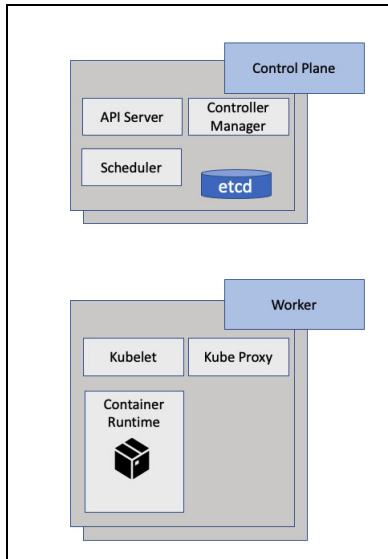 Control Plane
API Server
Controller
Manager
Scheduler
etcd
Worker
Kubelet
Kube Proxy
Container
Runtime